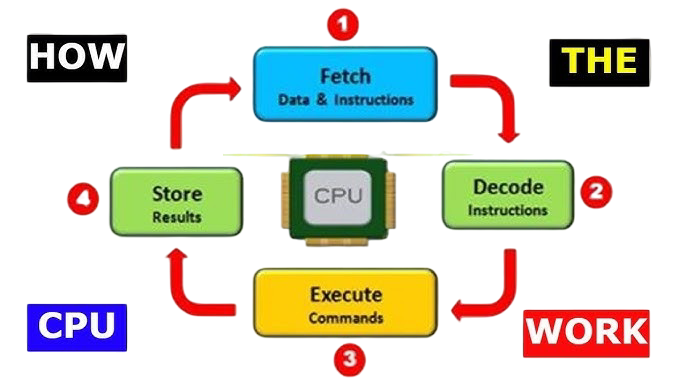 HOW
THE
1
Fetch
Data & Instructions
4
Store
Results
CPU
Decode
Instructions
2
Execute
Commands
3
CPU
WORK